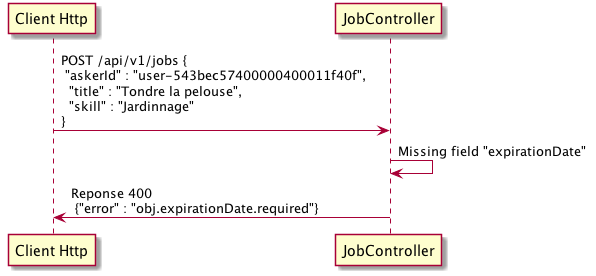 Client Http
JobController
POST /api/v1/jobs {
"askerId" : "user-543bec57400000400011f40f",
"title" : "Tondre la pelouse",
"skill" : "Jardinnage"
}
Missing field "expirationDate"
Reponse 400
{"error" : "obj.expirationDate.required"}
Client Http
JobController